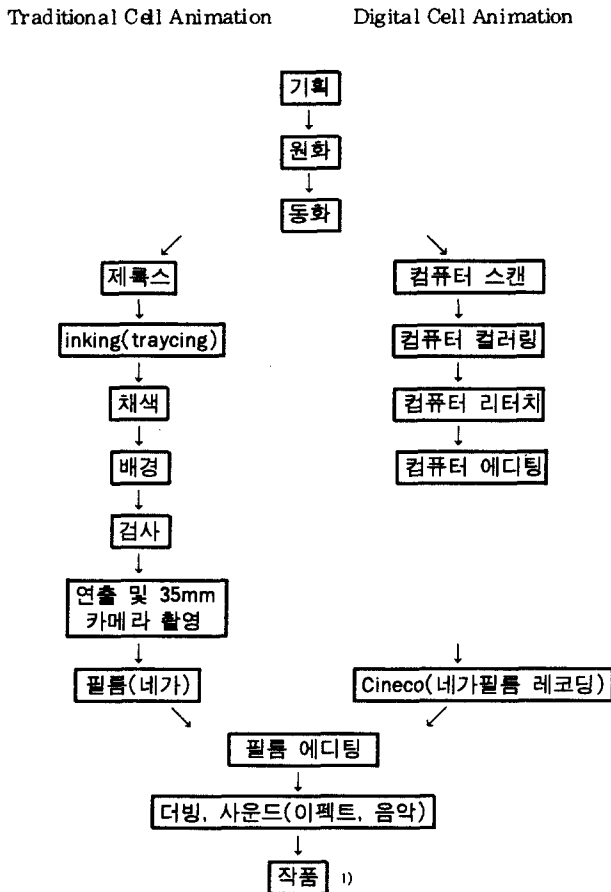 Traditional Cell Animation Digital Cell Animation
기획
↓
원화
↓
동화
↙ ↘
제록스 컴퓨터 스캔
↓ ↓
inking(traycing) 컴퓨터 컬러링
↓ ↓
채색 컴퓨터 리터치
↓ ↓
배경 컴퓨터 에디팅
↓
검사
↓
연출 및 35mm
카메라 촬영
↓ ↓
필름(네가) Cineco(네가필름 레코딩)
↘ ↙
필름 에디팅
↓
더빙, 사운드(이펙트, 음악)
↓
작품 1)